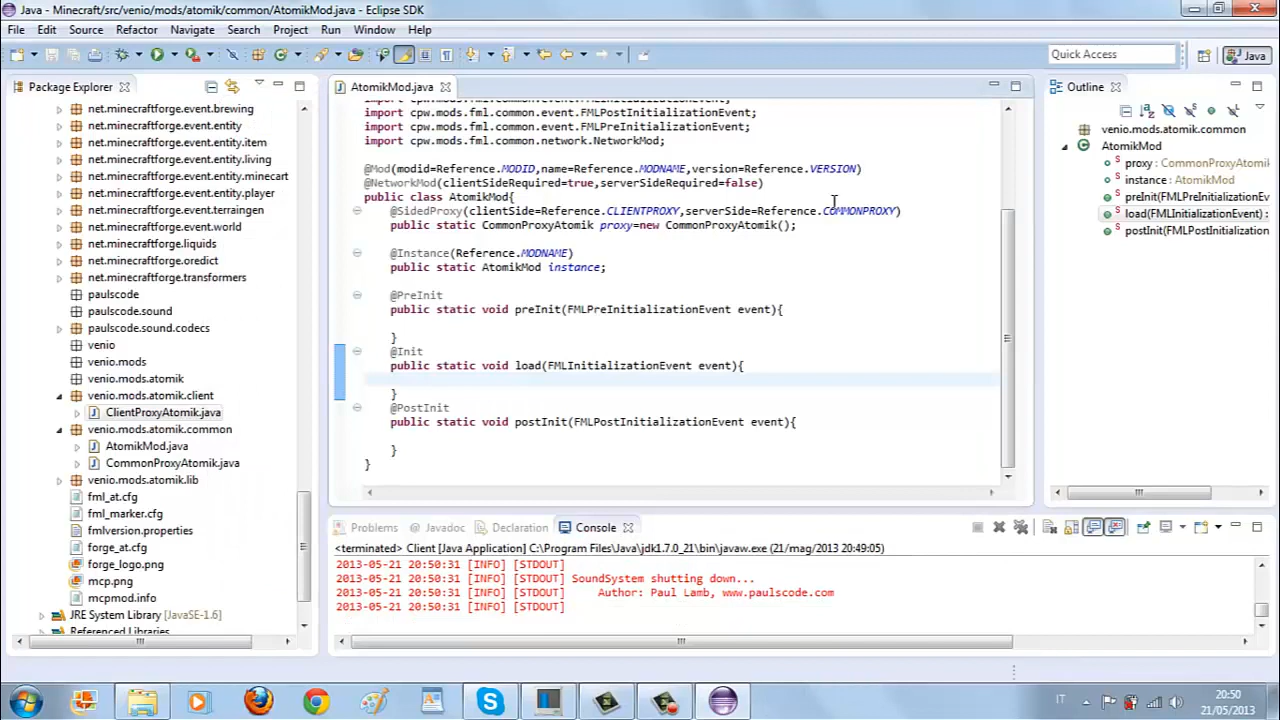 Java - Minecraft/src/venio/mods/atomik/common/AtomikMod.java - Eclipse SDK
File Edit Source Refactor Navigate Search Project Run Window Help
Quick Access
Java
Package Explorer
net.minecraftforge.event.brewing
net.minecraftforge.event.entity
net.minecraftforge.event.entity.item
net.minecraftforge.event.entity.living
net.minecraftforge.event.entity.minecart
net.minecraftforge.event.entity.player
net.minecraftforge.event.terraingen
net.minecraftforge.event.world
net.minecraftforge.liquids
net.minecraftforge.oredict
net.minecraftforge.transformers
paulscode
paulscode.sound
paulscode.sound.codecs
venio
venio.mods
venio.mods.atomik
venio.mods.atomik.client
ClientProxyAtomik.java
venio.mods.atomik.common
AtomikMod.java
CommonProxyAtomik.java
venio.mods.atomik.lib
fml_at.cfg
fml_marker.cfg
fmlversion.properties
forge_at.cfg
forge_logo.png
mcp.png
mcpmod.info
JRE System Library [JavaSE-1.6]
Referenced Libraries
AtomikMod.java
import cpw.mods.fml.common.event.FMLInitializationEvent;
import cpw.mods.fml.common.event.FMLPostInitializationEvent;
import cpw.mods.fml.common.event.FMLPreInitializationEvent;
import cpw.mods.fml.common.network.NetworkMod;
@Mod(modid=Reference.MODID,name=Reference.MODNAME,version=Reference.VERSION)
@NetworkMod(clientSideRequired=true,serverSideRequired=false)
public class AtomikMod{
@SidedProxy(clientSide=Reference.CLIENTPROXY,serverSide=Reference.COMMONPROXY)
public static CommonProxyAtomik proxy=new CommonProxyAtomik();
@Instance(Reference.MODNAME)
public static AtomikMod instance;
@PreInit
public static void preInit(FMLPreInitializationEvent event){
}
@Init
public static void load(FMLInitializationEvent event){
}
@PostInit
public static void postInit(FMLPostInitializationEvent event){
}
}
Outline
venio.mods.atomik.common
AtomikMod
proxy : CommonProxyAtomik
instance : AtomikMod
preInit(FMLPreInitializationEv
load(FMLInitializationEvent) :
postInit(FMLPostInitialization
Problems Javadoc Declaration Console
<terminated> Client [Java Application] C:\Program Files\Java\jdk1.7.0_21\bin\javaw.exe (21/mag/2013 20:49:05)
2013-05-21 20:50:31 [INFO] [STDOUT]
2013-05-21 20:50:31 [INFO] [STDOUT] SoundSystem shutting down...
2013-05-21 20:50:31 [INFO] [STDOUT] Author: Paul Lamb, www.paulscode.com
2013-05-21 20:50:31 [INFO] [STDOUT]
IT
20:50
21/05/2013